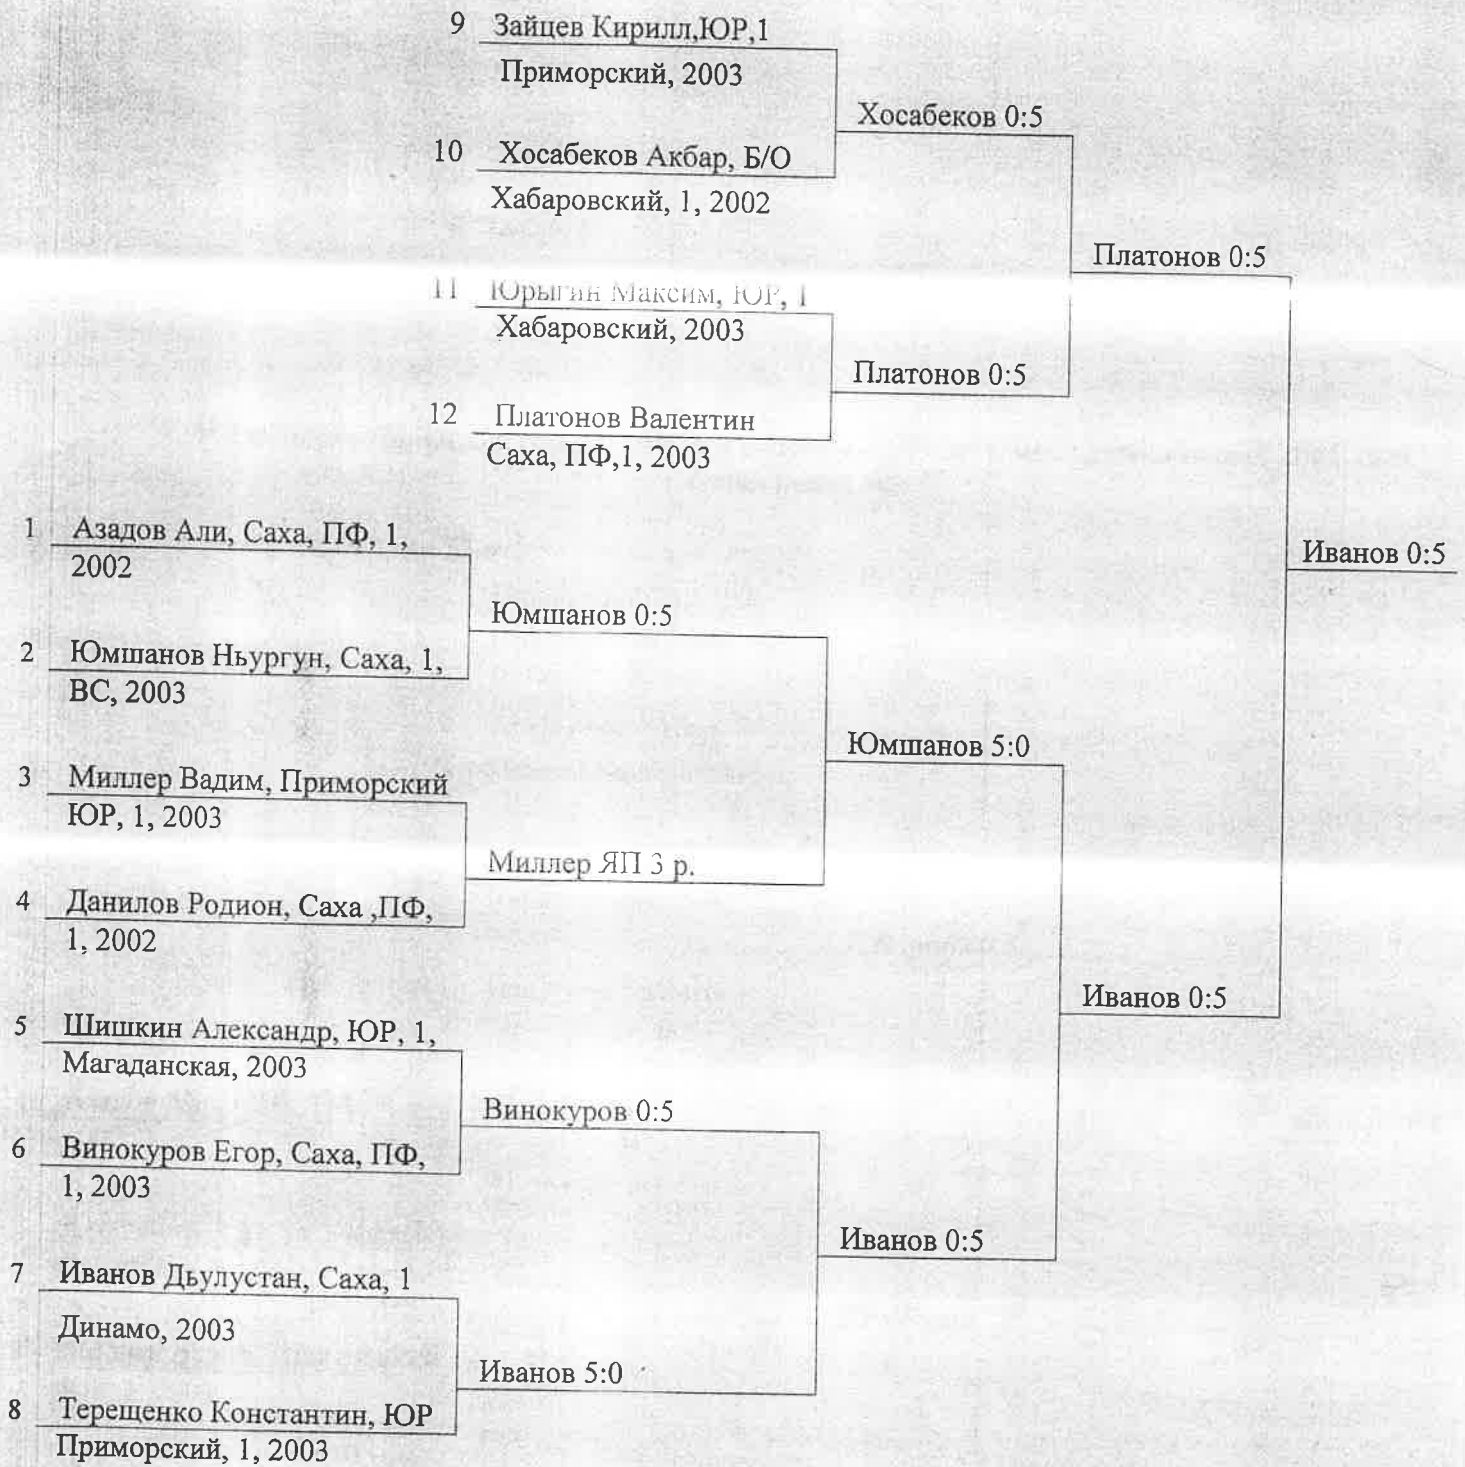 9 Зайцев Кирилл,ЮР,1
Приморский, 2003
Хосабеков 0:5
10 Хосабеков Акбар, Б/О
Хабаровский, 1, 2002
Платонов 0:5
11 Юрыгин Максим, ЮР, 1
Хабаровский, 2003
Платонов 0:5
12 Платонов Валентин
Саха, ПФ,1, 2003
1 Азадов Али, Саха, ПФ, 1,
2002
Иванов 0:5
Юмшанов 0:5
2 Юмшанов Ньургун, Саха, 1,
ВС, 2003
Юмшанов 5:0
3 Миллер Вадим, Приморский
ЮР, 1, 2003
Миллер ЯП 3 р.
4 Данилов Родион, Саха ,ПФ,
1, 2002
Иванов 0:5
5 Шишкин Александр, ЮР, 1,
Магаданская, 2003
Винокуров 0:5
6 Винокуров Егор, Саха, ПФ,
1, 2003
Иванов 0:5
7 Иванов Дьулустан, Саха, 1
Динамо, 2003
Иванов 5:0
8 Терещенко Константин, ЮР
Приморский, 1, 2003